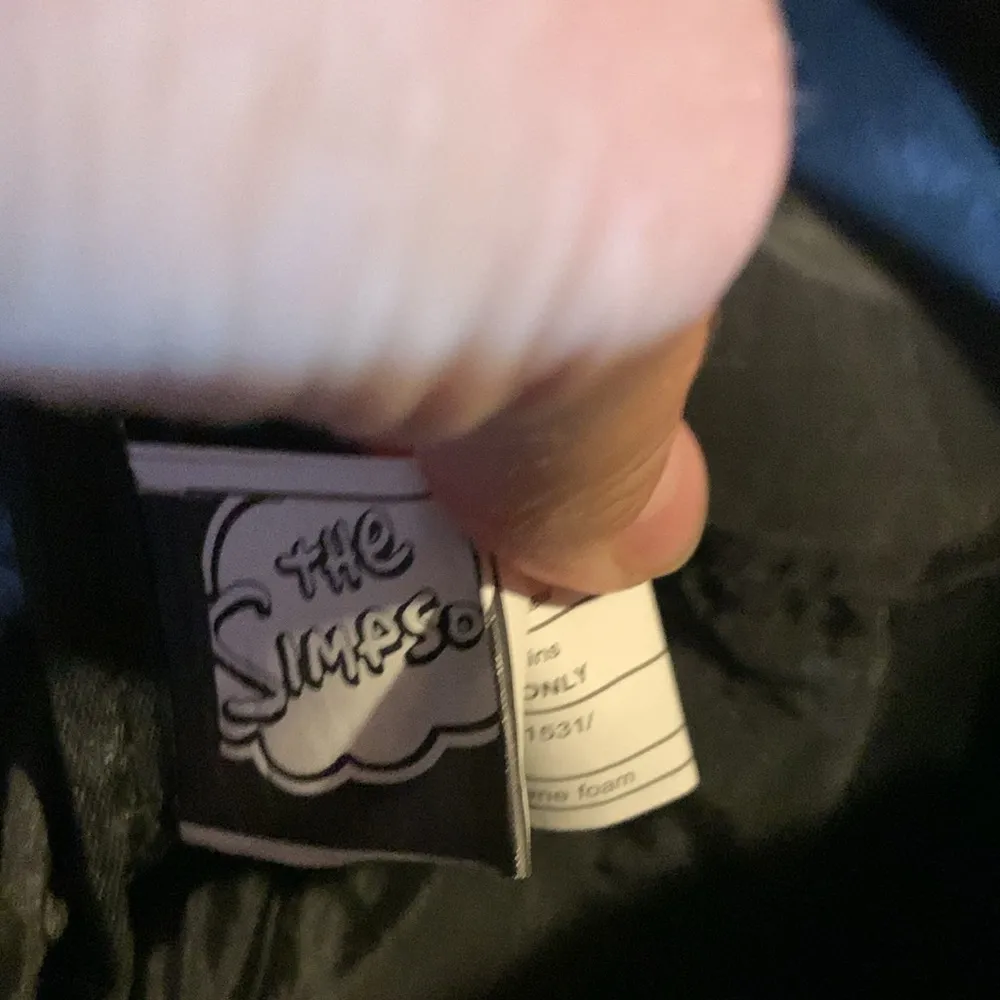 THE
SIMPSO
ins
ONLY
1531/
ne foam